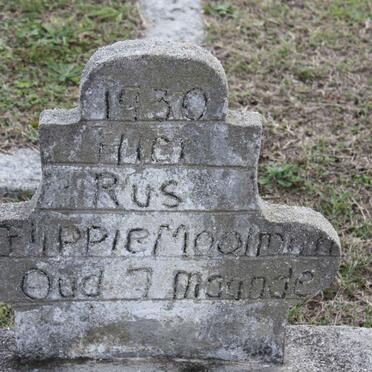 1930
Hier
Rus
Flippie Moolman
Oud 7 Maande